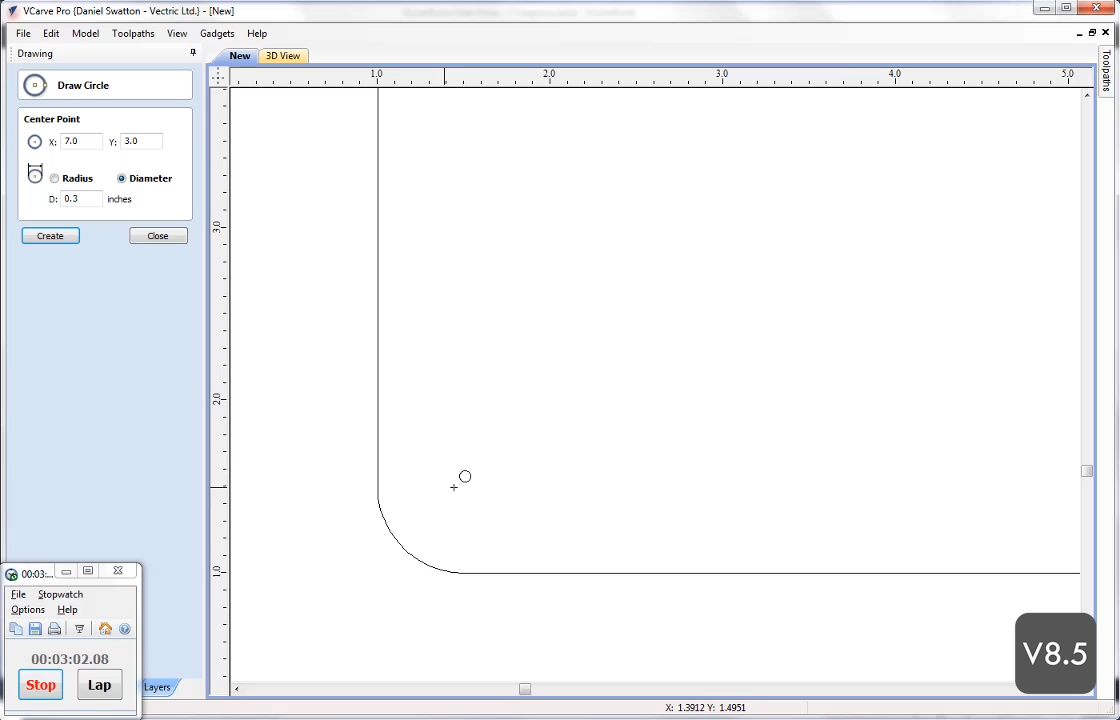 VCarve Pro {Daniel Swatton - Vectric Ltd.} - [New]
File Edit Model Toolpaths View Gadgets Help
Drawing
New 3D View
Toolpaths
Draw Circle
1.0 2.0 3.0 4.0 5.0
Center Point
X: 7.0 Y: 3.0
Radius Diameter
D: 0.3 inches
Create Close
3.0
2.0
1.0
00:03:...
File Stopwatch
Options Help
00:03:02.08
Stop Lap
Layers
V8.5
X: 1.3912 Y: 1.4951